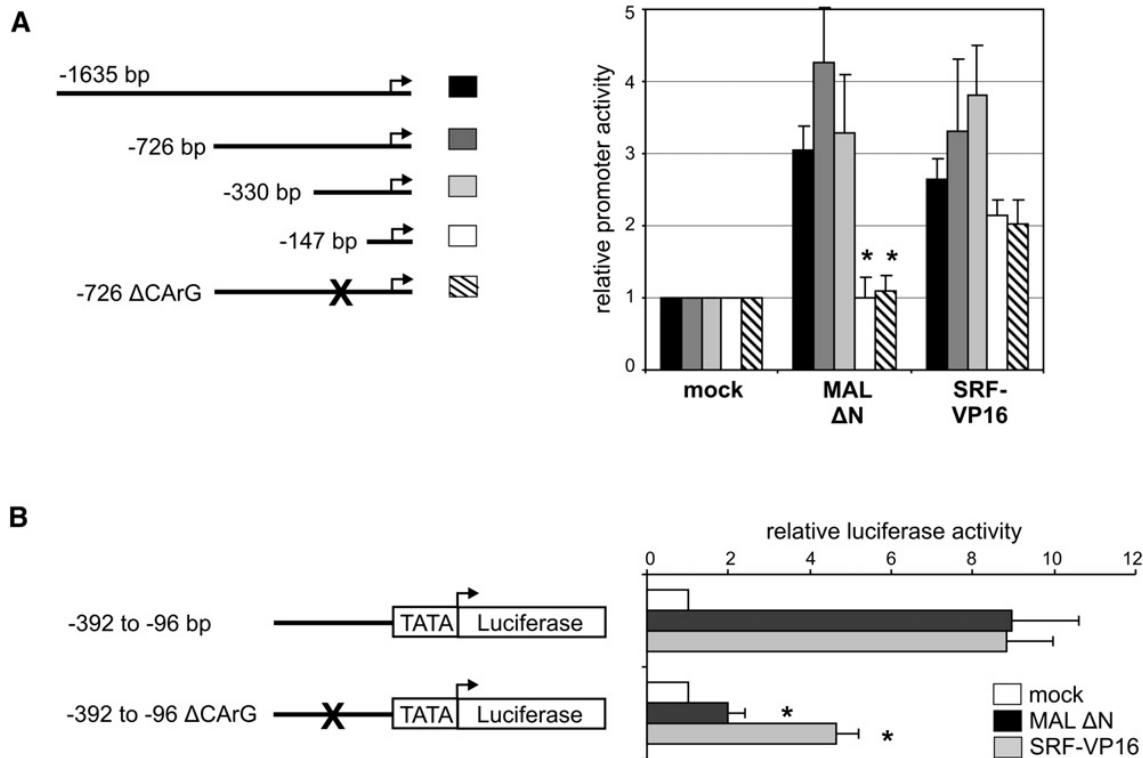 A
-1635 bp
-726 bp
-330 bp
-147 bp
-726 ΔCArG
X
relative promoter activity
5
4
3
2
1
0
* *
mock
MAL
ΔN
SRF-
VP16
B
relative luciferase activity
0 2 4 6 8 10 12
-392 to -96 bp
TATA Luciferase
-392 to -96 ΔCArG
X
TATA Luciferase
*
*
mock
MAL ΔN
SRF-VP16